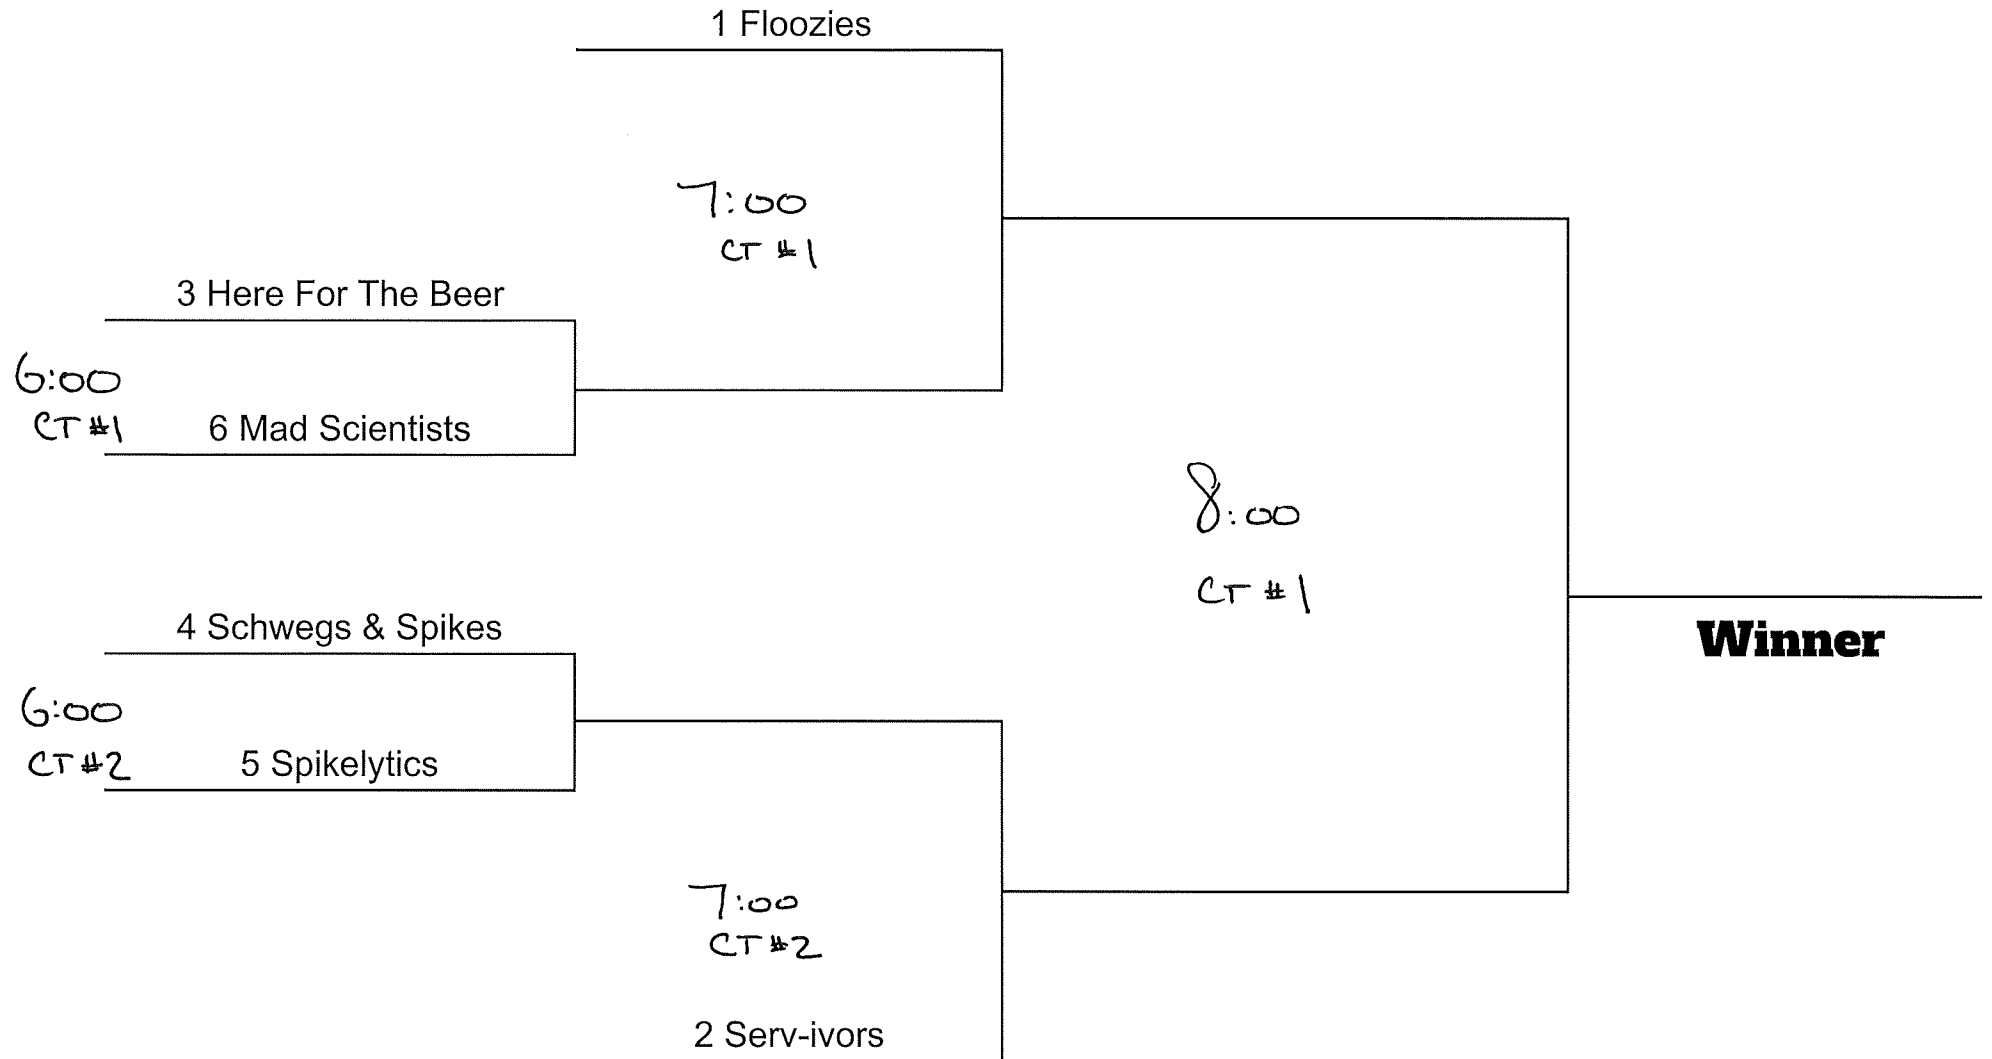 1 Floozies
7:00
CT #1
3 Here For The Beer
6:00
CT #1
6 Mad Scientists
8:00
CT #1
4 Schwegs & Spikes
Winner
6:00
CT #2
5 Spikelytics
7:00
CT #2
2 Serv-ivors